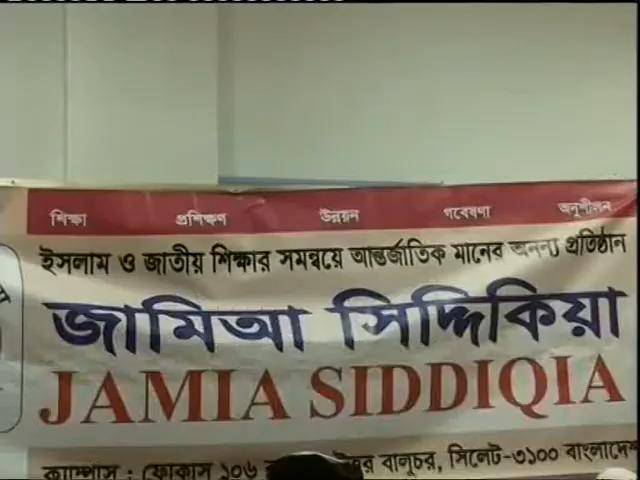 শিক্ষা প্রশিক্ষণ উন্নয়ন গবেষণা অনুশীলন
ইসলাম ও জাতীয় শিক্ষার সমন্বয়ে আন্তর্জাতিক মানের অনন্য প্রতিষ্ঠান
জামিআ সিদ্দিকিয়া
JAMIA SIDDIQIA
ক্যাম্পাস : ফোকাস ১০৬ বালুচর, সিলেট-৩১০০ বাংলাদেশ